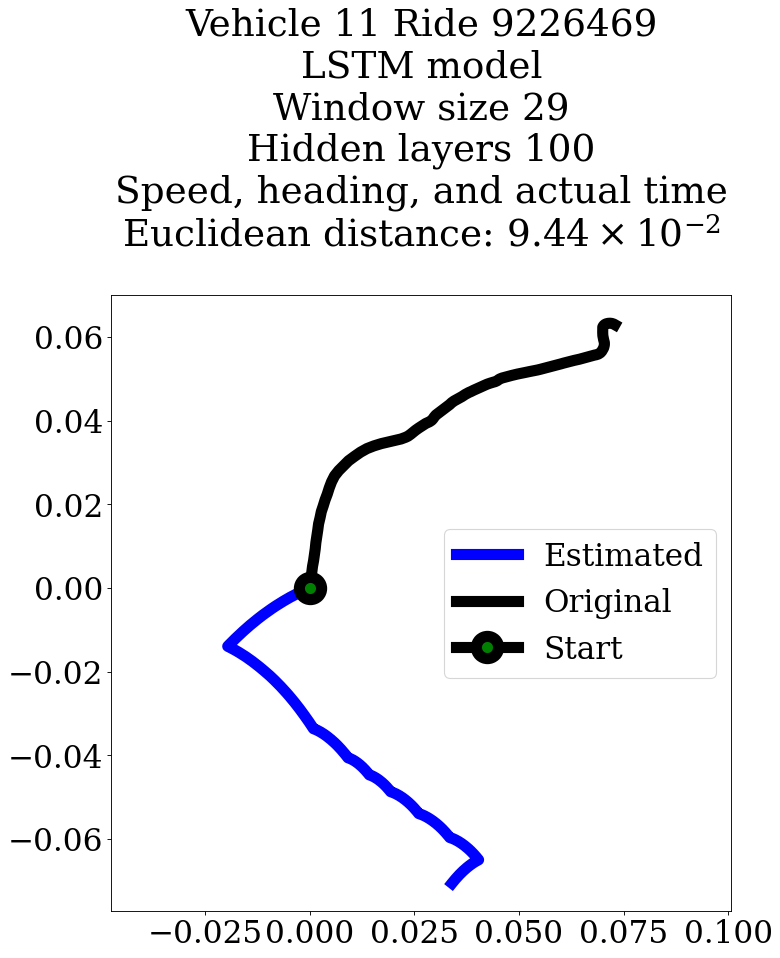 Vehicle 11 Ride 9226469
LSTM model
Window size 29
Hidden layers 100
Speed, heading, and actual time
Euclidean distance: 9.44 × 10⁻²
0.06
0.04
0.02
0.00
−0.02
−0.04
−0.06
Estimated
Original
Start
−0.025 0.000 0.025 0.050 0.075 0.100